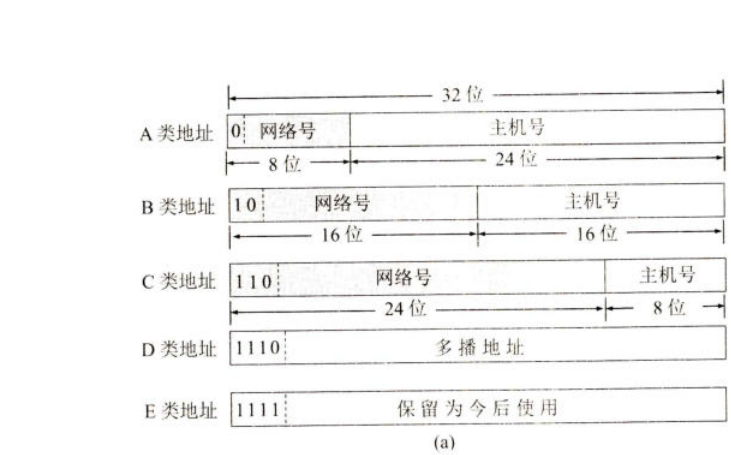 32 位
A 类地址 0 网络号 主机号
8 位 24 位
B 类地址 10 网络号 主机号
16 位 16 位
C 类地址 110 网络号 主机号
24 位 8 位
D 类地址 1110 多播地址
E 类地址 1111 保留为今后使用
(a)